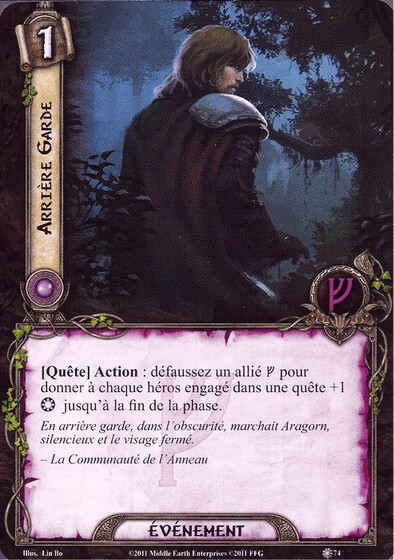 1
ARRIÈRE GARDE
[Quête] Action : défaussez un allié ᚠ pour
donner à chaque héros engagé dans une quête +1
jusqu'à la fin de la phase.
En arrière garde, dans l'obscurité, marchait Aragorn,
silencieux et le visage fermé.
– La Communauté de l'Anneau
ÉVÉNEMENT
Illus. Lin Bo
©2011 Middle Earth Enterprises ©2011 FFG
74